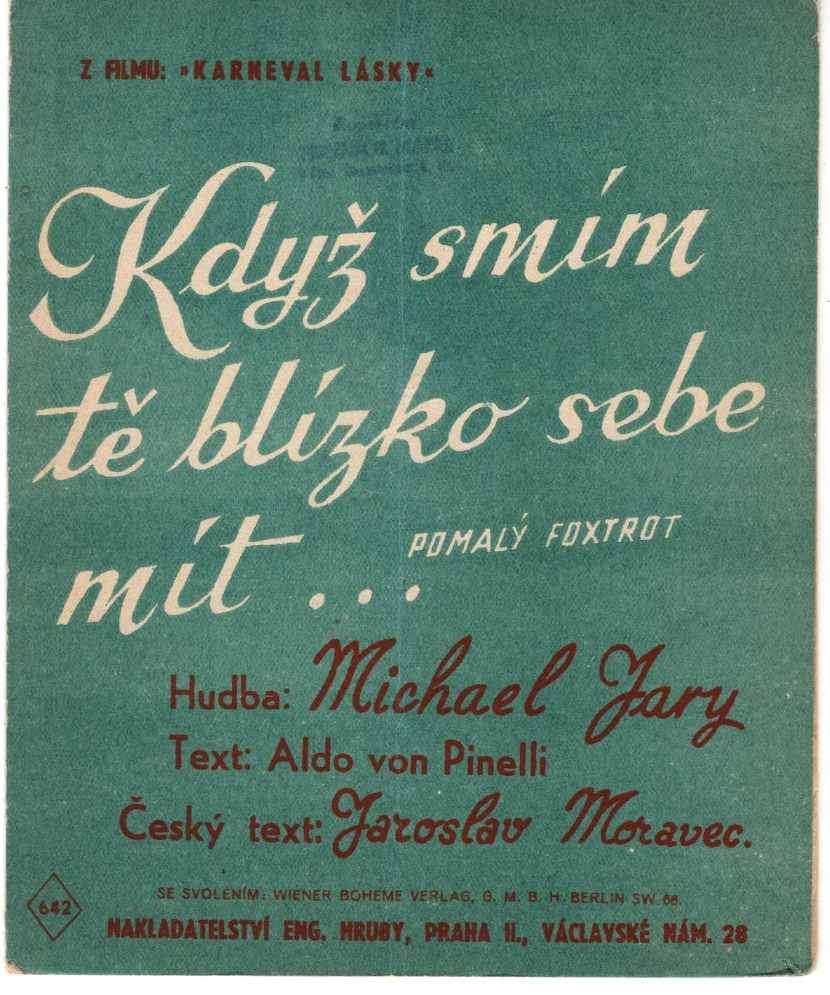 Z FILMU: »KARNEVAL LÁSKY«
Když smím
tě blízko sebe
mít ...
POMALÝ FOXTROT
Hudba: Michael Jary
Text: Aldo von Pinelli
Český text: Jaroslav Moravec.
SE SVOLENÍM: WIENER BOHEME VERLAG, G. M. B. H. BERLIN SW 68.
642
NAKLADATELSTVÍ ENG. HRUBY, PRAHA II., VÁCLAVSKÉ NÁM. 28